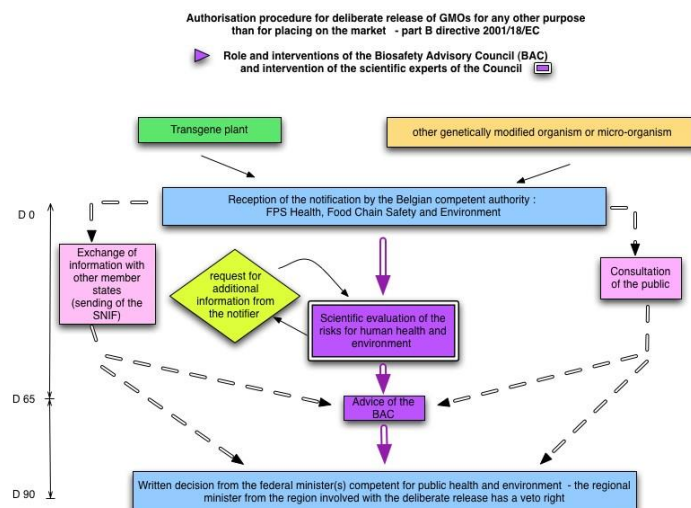 Authorisation procedure for deliberate release of GMOs for any other purpose
than for placing on the market - part B directive 2001/18/EC
Role and interventions of the Biosafety Advisory Council (BAC)
and intervention of the scientific experts of the Council
Transgene plant
other genetically modified organism or micro-organism
Reception of the notification by the Belgian competent authority :
FPS Health, Food Chain Safety and Environment
D 0
Exchange of
information with
other member
states
(sending of the
SNIF)
request for
additional
information from
the notifier
Consultation
of the public
Scientific evaluation of the
risks for human health and
environment
D 65
Advice of the
BAC
Written decision from the federal minister(s) competent for public health and environment - the regional
minister from the region involved with the deliberate release has a veto right
D 90